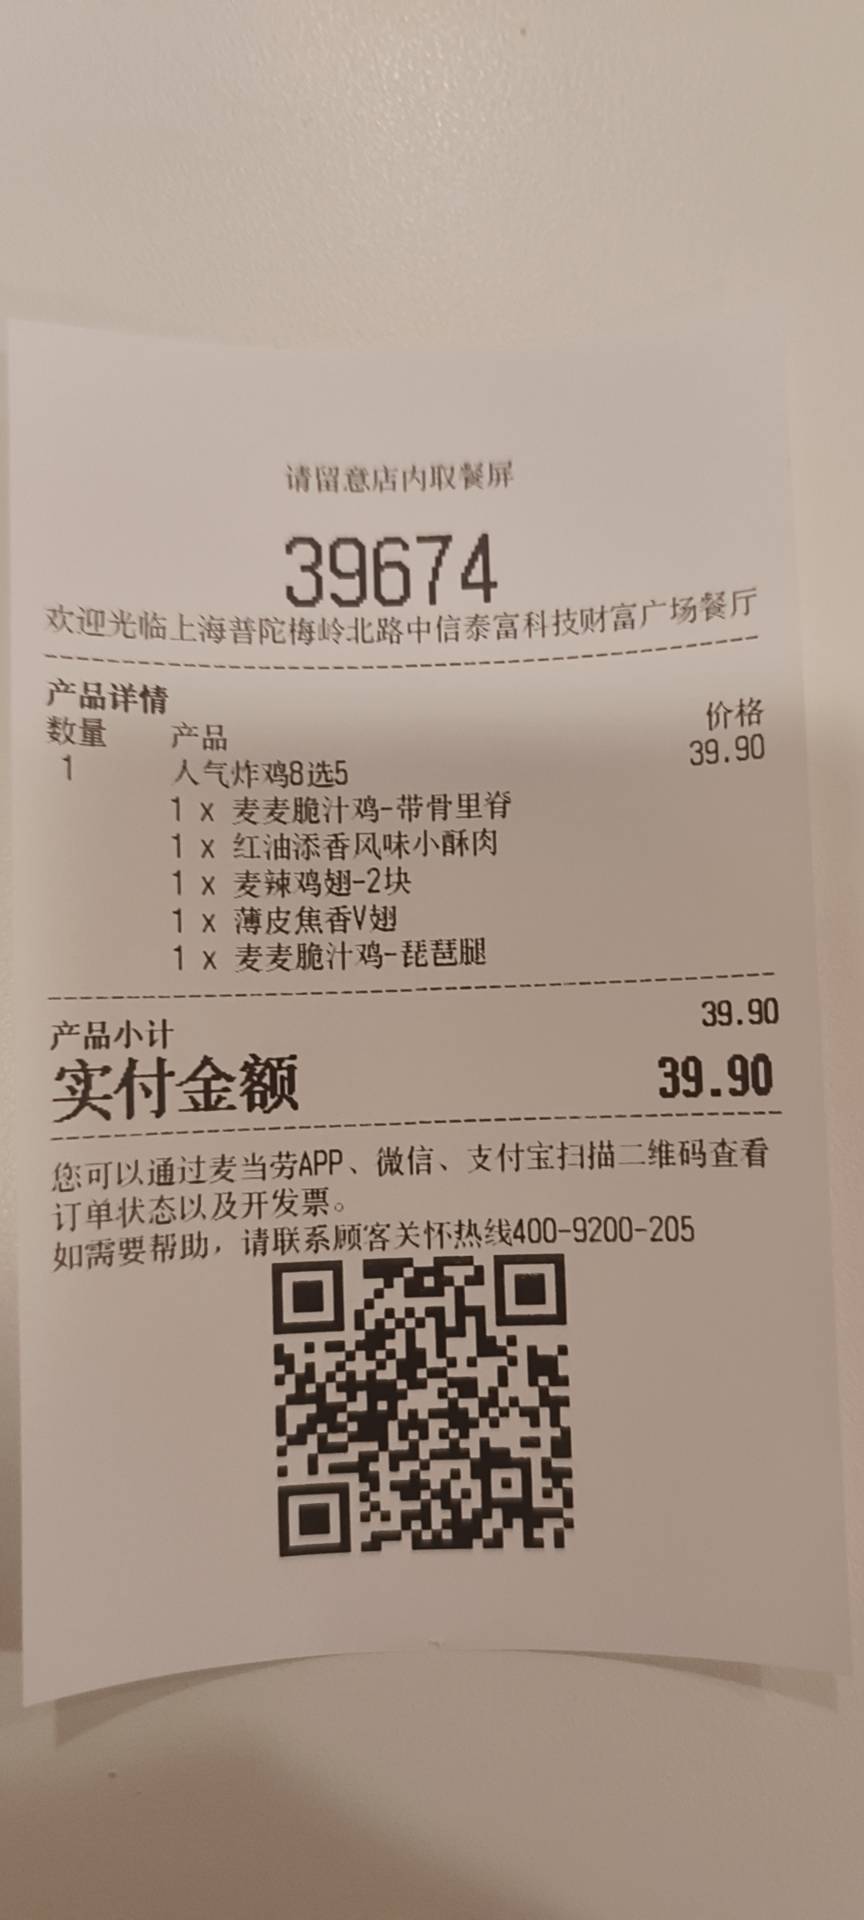 请留意店内取餐屏
39674
欢迎光临上海普陀梅岭北路中信泰富科技财富广场餐厅
产品详情
数量 产品 价格
1 人气炸鸡8选5 39.90
1 x 麦麦脆汁鸡-带骨里脊
1 x 红油添香风味小酥肉
1 x 麦辣鸡翅-2块
1 x 薄皮焦香V翅
1 x 麦麦脆汁鸡-琵琶腿
产品小计 39.90
实付金额 39.90
您可以通过麦当劳APP、微信、支付宝扫描二维码查看
订单状态以及开发票。
如需要帮助，请联系顾客关怀热线400-9200-205